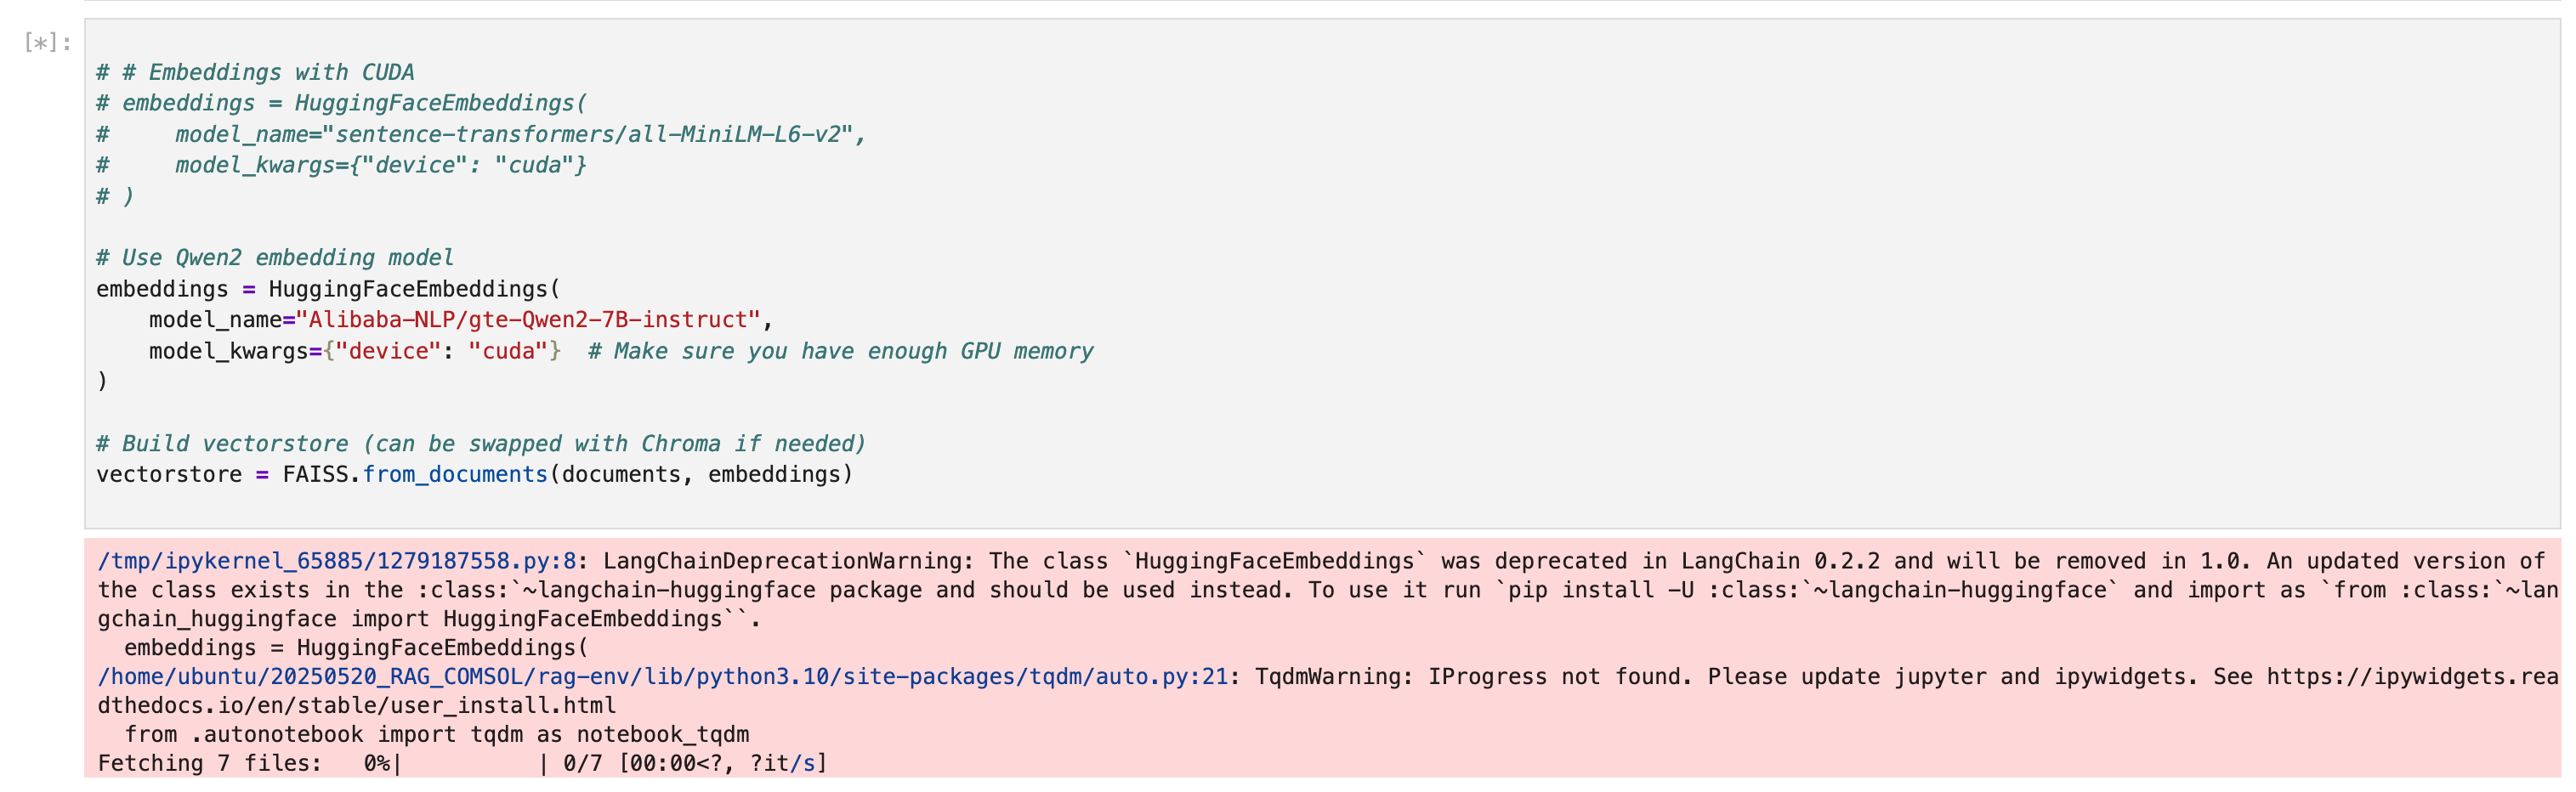 [*]:
# # Embeddings with CUDA
# embeddings = HuggingFaceEmbeddings(
#     model_name="sentence-transformers/all-MiniLM-L6-v2",
#     model_kwargs={"device": "cuda"}
# )
# Use Qwen2 embedding model
embeddings = HuggingFaceEmbeddings(
    model_name="Alibaba-NLP/gte-Qwen2-7B-instruct",
    model_kwargs={"device": "cuda"}  # Make sure you have enough GPU memory
)
# Build vectorstore (can be swapped with Chroma if needed)
vectorstore = FAISS.from_documents(documents, embeddings)
/tmp/ipykernel_65885/1279187558.py:8: LangChainDeprecationWarning: The class `HuggingFaceEmbeddings` was deprecated in LangChain 0.2.2 and will be removed in 1.0. An updated version of
the class exists in the :class:`~langchain-huggingface package and should be used instead. To use it run `pip install -U :class:`~langchain-huggingface` and import as `from :class:`~lan
gchain_huggingface import HuggingFaceEmbeddings``.
  embeddings = HuggingFaceEmbeddings(
/home/ubuntu/20250520_RAG_COMSOL/rag-env/lib/python3.10/site-packages/tqdm/auto.py:21: TqdmWarning: IProgress not found. Please update jupyter and ipywidgets. See https://ipywidgets.rea
dthedocs.io/en/stable/user_install.html
  from .autonotebook import tqdm as notebook_tqdm
Fetching 7 files:   0%|          | 0/7 [00:00<?, ?it/s]